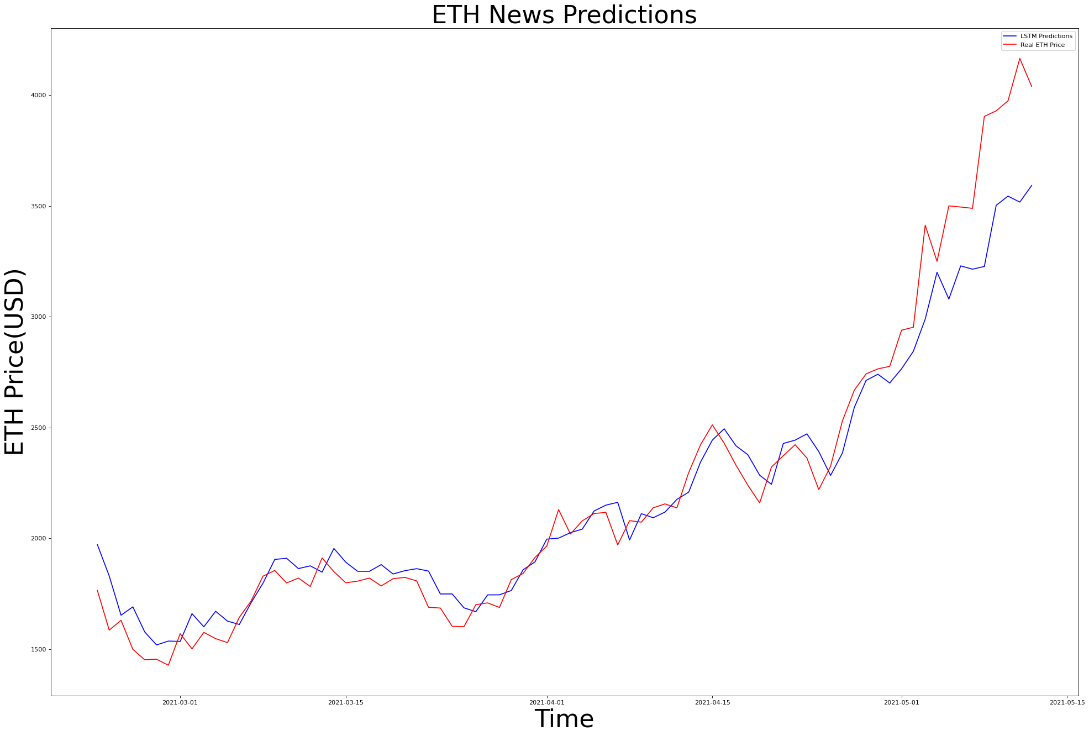 ETH News Predictions
LSTM Predictions
Real ETH Price
ETH Price(USD)
4000
3500
3000
2500
2000
1500
2021-03-01
2021-03-15
2021-04-01
2021-04-15
2021-05-01
2021-05-15
Time